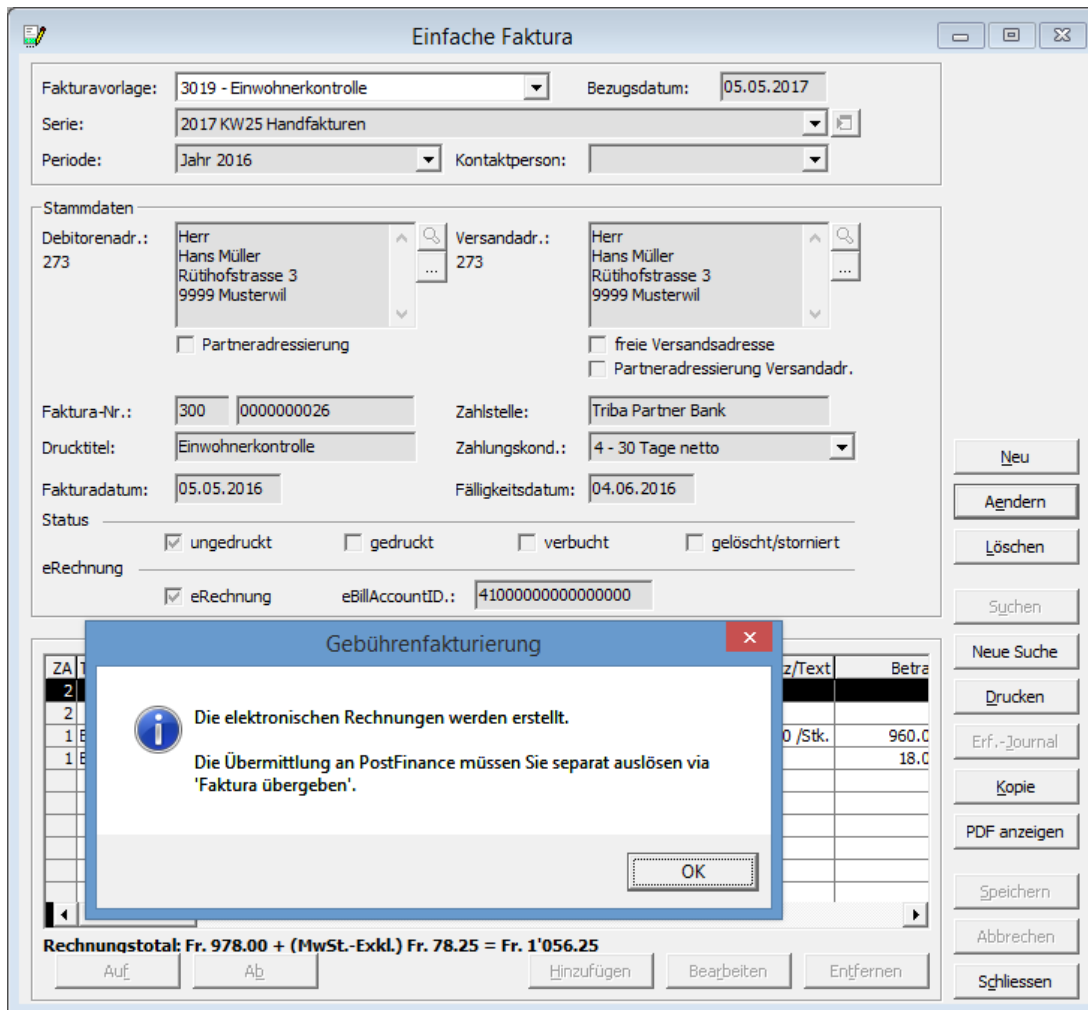 Einfache Faktura
Fakturavorlage: 3019 - Einwohnerkontrolle Bezugsdatum: 05.05.2017
Serie: 2017 KW25 Handfakturen
Periode: Jahr 2016 Kontaktperson:
Stammdaten
Debitorenadr.: Herr Versandadr.: Herr
273 Hans Müller 273 Hans Müller
Rütihofstrasse 3 ... Rütihofstrasse 3 ...
9999 Musterwil 9999 Musterwil
Partneradressierung freie Versandsadresse
Partneradressierung Versandadr.
Faktura-Nr.: 300 0000000026 Zahlstelle: Triba Partner Bank
Drucktitel: Einwohnerkontrolle Zahlungskond.: 4 - 30 Tage netto
Neu
Fakturadatum: 05.05.2016 Fälligkeitsdatum: 04.06.2016
Aendern
Status
ungedruckt gedruckt verbucht gelöscht/storniert
Löschen
eRechnung
eRechnung eBillAccountID.: 41000000000000000
Suchen
Gebührenfakturierung
Neue Suche
ZA z/Text Betra
2
Drucken
2
Die elektronischen Rechnungen werden erstellt.
1 0 /Stk. 960.0
Erf.-Journal
1 18.0
Die Übermittlung an PostFinance müssen Sie separat auslösen via
'Faktura übergeben'.
Kopie
PDF anzeigen
OK
Speichern
Abbrechen
Rechnungstotal: Fr. 978.00 + (MwSt.-Exkl.) Fr. 78.25 = Fr. 1'056.25
Auf Ab Hinzufügen Bearbeiten Entfernen
Schliessen